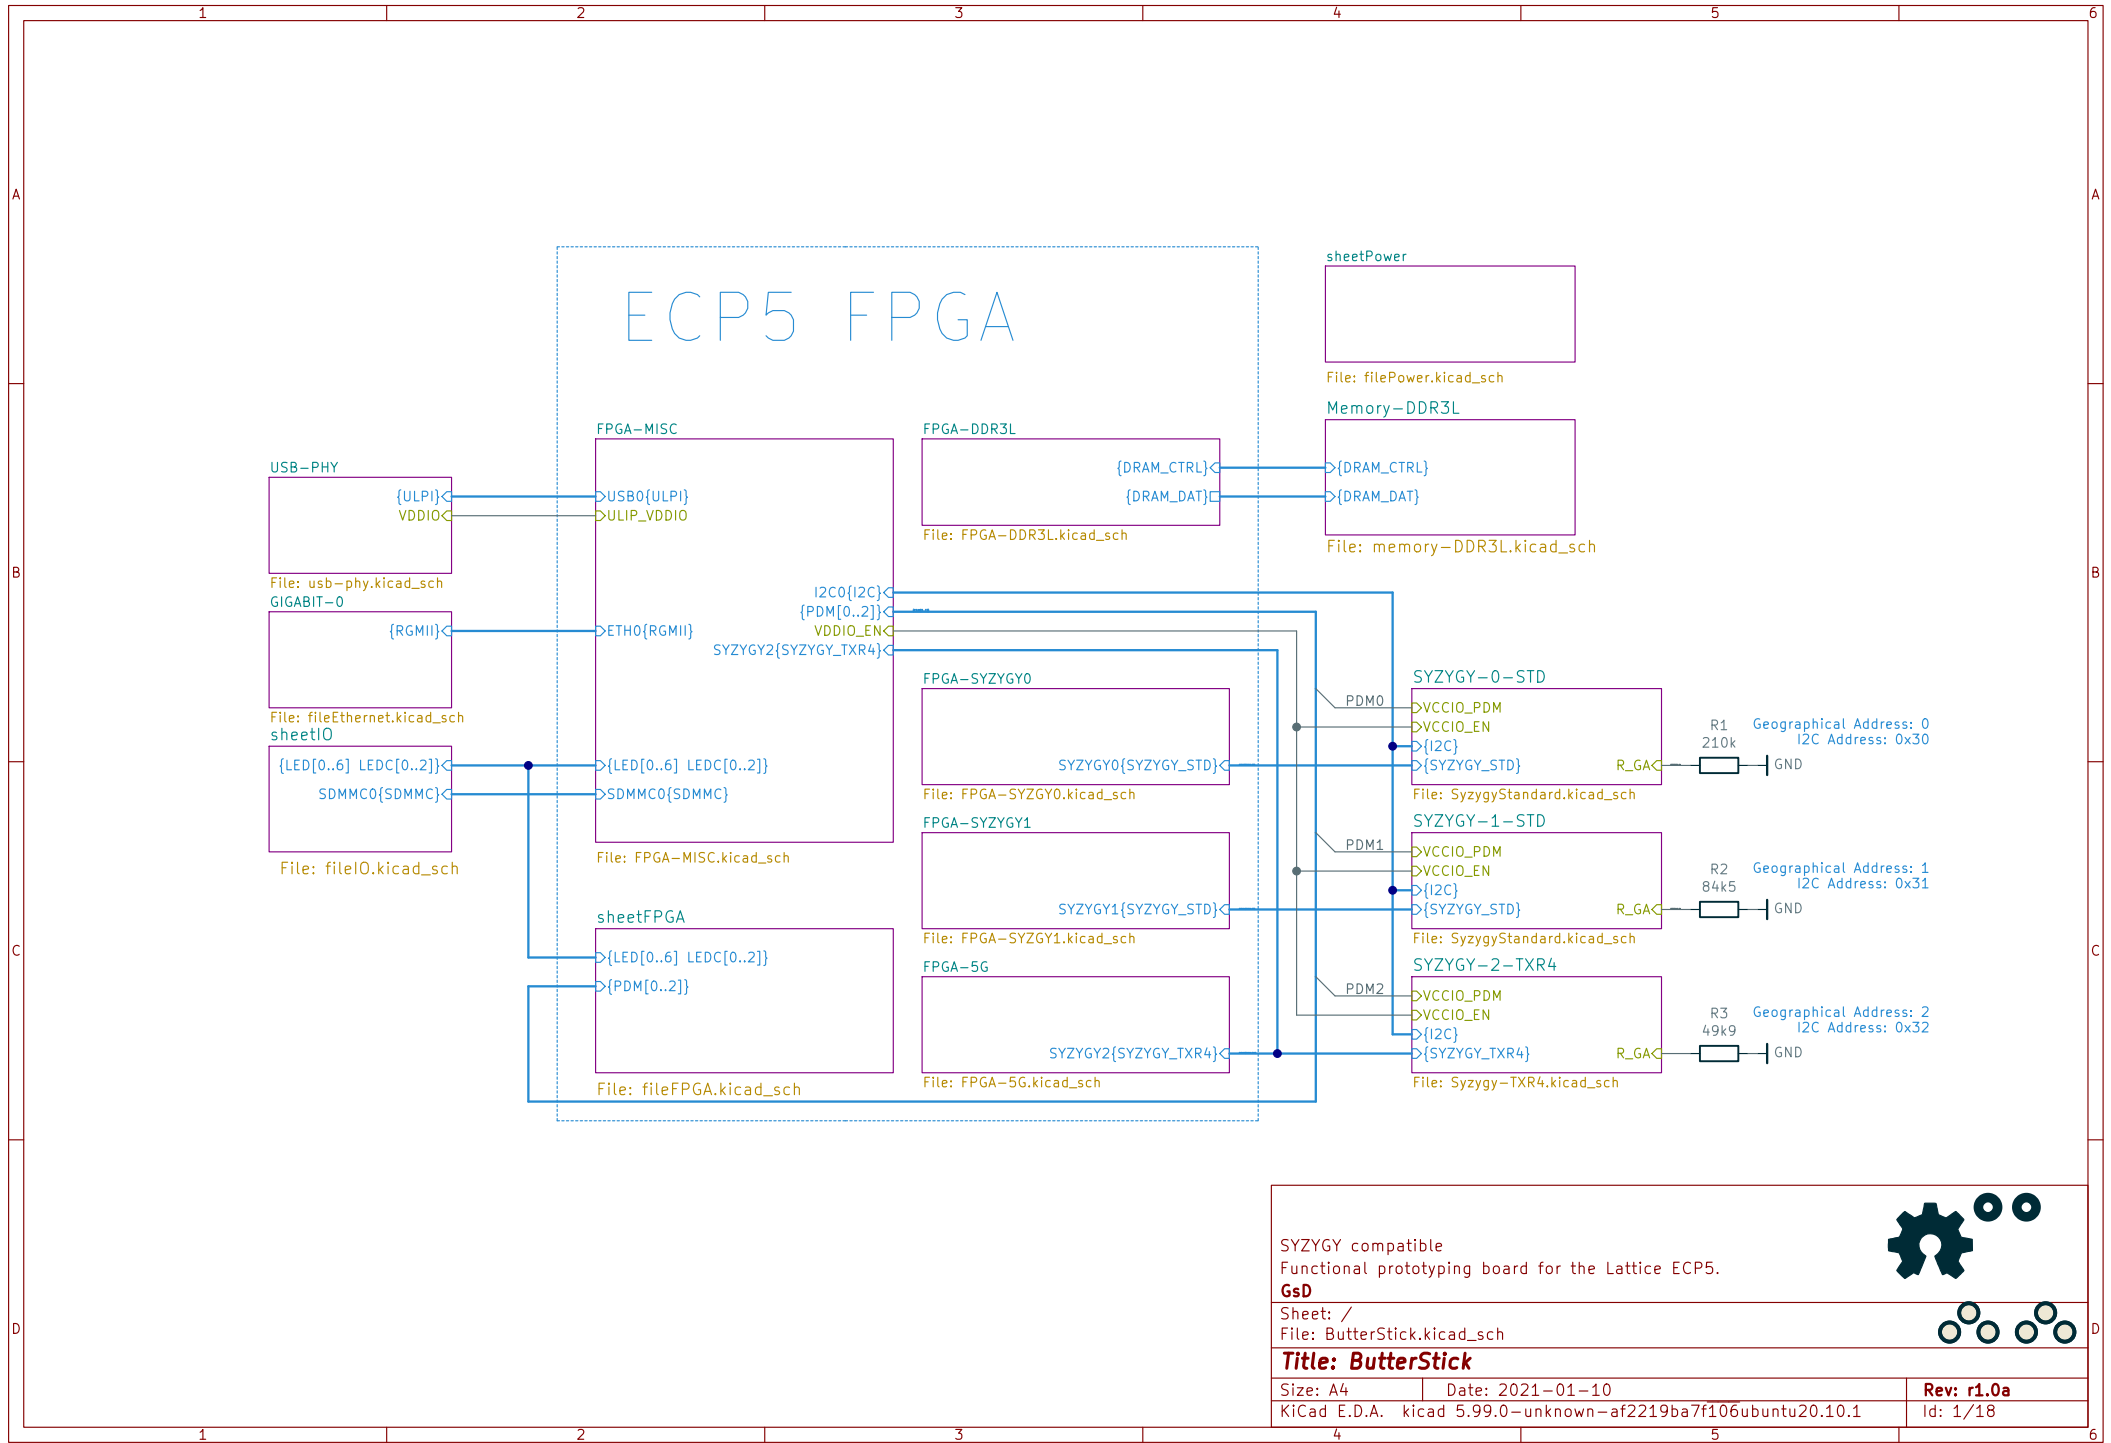 1 2 3 4 5 6
A A
B B
C C
D D
ECP5 FPGA
sheetPower
File: filePower.kicad_sch
Memory-DDR3L
{DRAM_CTRL}
{DRAM_DAT}
File: memory-DDR3L.kicad_sch
FPGA-MISC
USB0{ULPI}
ULIP_VDDIO
I2C0{I2C}
{PDM[0..2]}
ETH0{RGMII}
VDDIO_EN
SYZYGY2{SYZYGY_TXR4}
{LED[0..6] LEDC[0..2]}
SDMMC0{SDMMC}
File: FPGA-MISC.kicad_sch
FPGA-DDR3L
{DRAM_CTRL}
{DRAM_DAT}
File: FPGA-DDR3L.kicad_sch
USB-PHY
{ULPI}
VDDIO
File: usb-phy.kicad_sch
GIGABIT-0
{RGMII}
File: fileEthernet.kicad_sch
sheetIO
{LED[0..6] LEDC[0..2]}
SDMMC0{SDMMC}
File: fileIO.kicad_sch
sheetFPGA
{LED[0..6] LEDC[0..2]}
{PDM[0..2]}
File: fileFPGA.kicad_sch
FPGA-SYZYGY0
SYZYGY0{SYZYGY_STD}
File: FPGA-SYZGY0.kicad_sch
FPGA-SYZYGY1
SYZYGY1{SYZYGY_STD}
File: FPGA-SYZGY1.kicad_sch
FPGA-5G
SYZYGY2{SYZYGY_TXR4}
File: FPGA-5G.kicad_sch
SYZYGY-0-STD
PDM0
VCCIO_PDM
VCCIO_EN
{I2C}
{SYZYGY_STD}
R_GA
File: SyzygyStandard.kicad_sch
R1
210k
GND
Geographical Address: 0
I2C Address: 0x30
SYZYGY-1-STD
PDM1
VCCIO_PDM
VCCIO_EN
{I2C}
{SYZYGY_STD}
R_GA
File: SyzygyStandard.kicad_sch
R2
84k5
GND
Geographical Address: 1
I2C Address: 0x31
SYZYGY-2-TXR4
PDM2
VCCIO_PDM
VCCIO_EN
{I2C}
{SYZYGY_TXR4}
R_GA
File: Syzygy-TXR4.kicad_sch
R3
49k9
GND
Geographical Address: 2
I2C Address: 0x32
SYZYGY compatible
Functional prototyping board for the Lattice ECP5.
GsD
Sheet: /
File: ButterStick.kicad_sch
Title: ButterStick
Size: A4 Date: 2021-01-10 Rev: r1.0a
KiCad E.D.A. kicad 5.99.0-unknown-af2219ba7f106ubuntu20.10.1 Id: 1/18
1 2 3 4 5 6